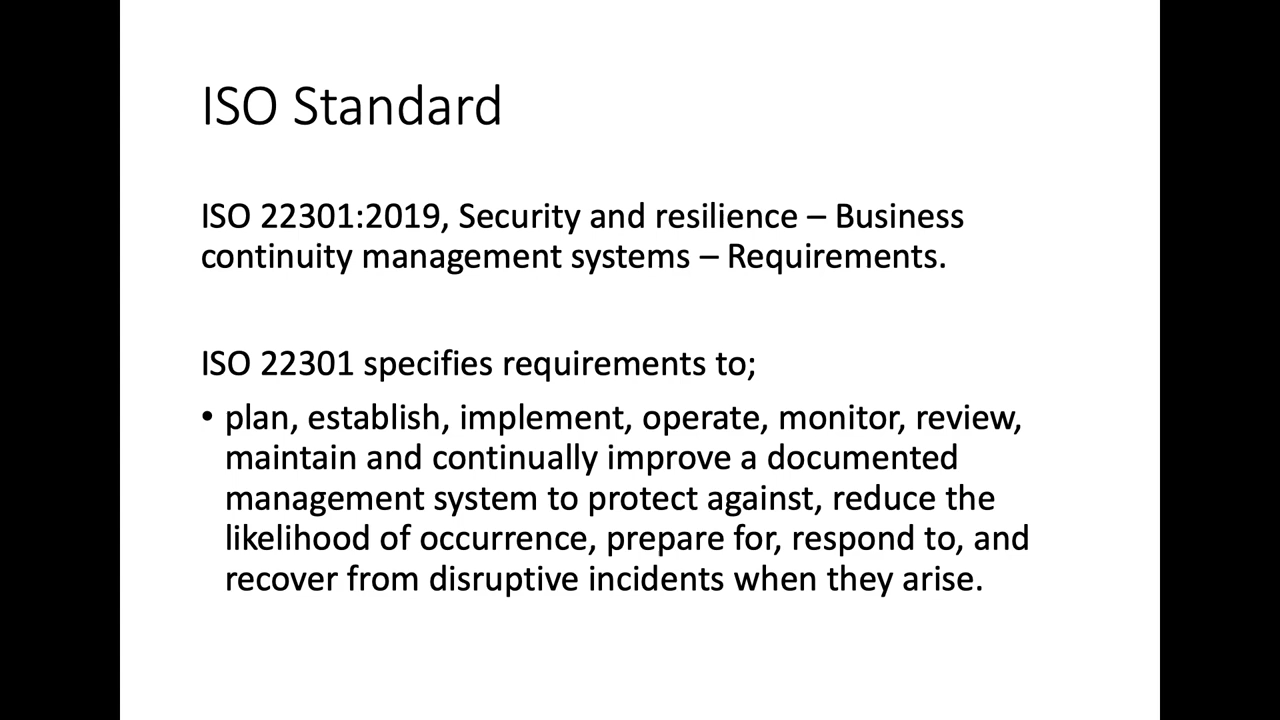 ISO Standard
ISO 22301:2019, Security and resilience – Business
continuity management systems – Requirements.
ISO 22301 specifies requirements to;
• plan, establish, implement, operate, monitor, review,
maintain and continually improve a documented
management system to protect against, reduce the
likelihood of occurrence, prepare for, respond to, and
recover from disruptive incidents when they arise.